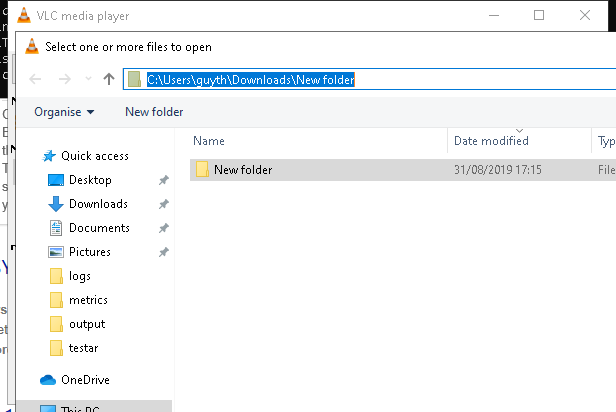 VLC media player
Select one or more files to open
C:\Users\guyth\Downloads\New folder
Organise New folder
Name Date modified Typ
Quick access
New folder 31/08/2019 17:15 File
Desktop
Downloads
Documents
Pictures
logs
metrics
output
testar
OneDrive
This PC